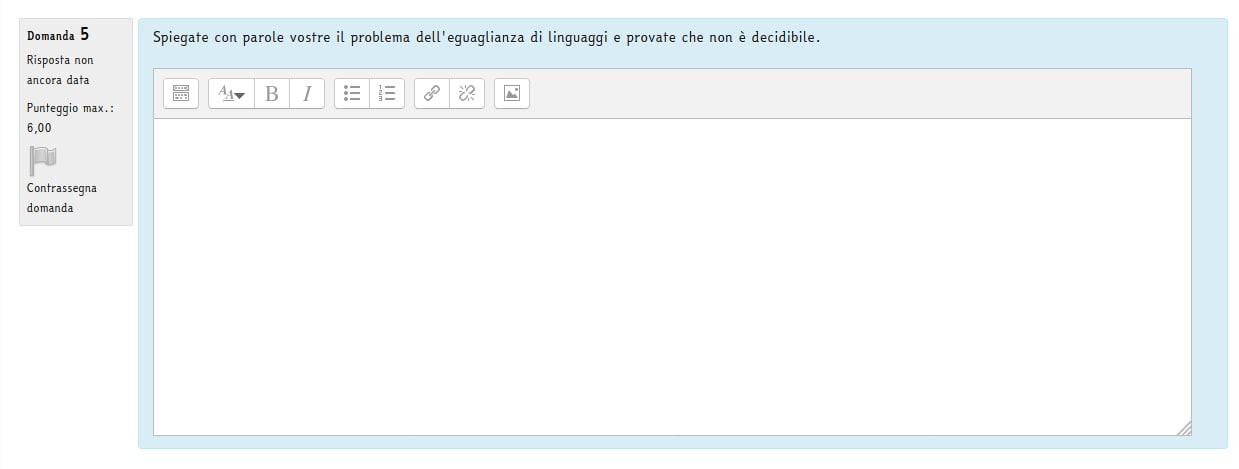 Domanda 5
Risposta non
ancora data
Punteggio max.:
6,00
Contrassegna
domanda
Spiegate con parole vostre il problema dell'eguaglianza di linguaggi e provate che non è decidibile.